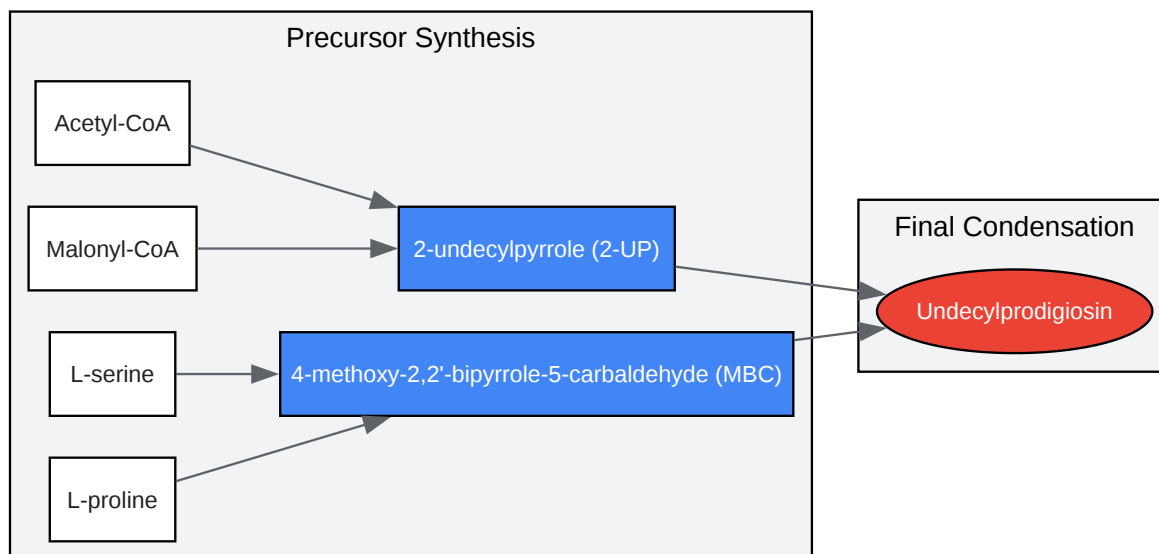 Precursor Synthesis
Acetyl-CoA
Malonyl-CoA
2-undecylpyrrole (2-UP)
L-serine
4-methoxy-2,2'-bipyrrole-5-carbaldehyde (MBC)
L-proline
Final Condensation
Undecylprodigiosin